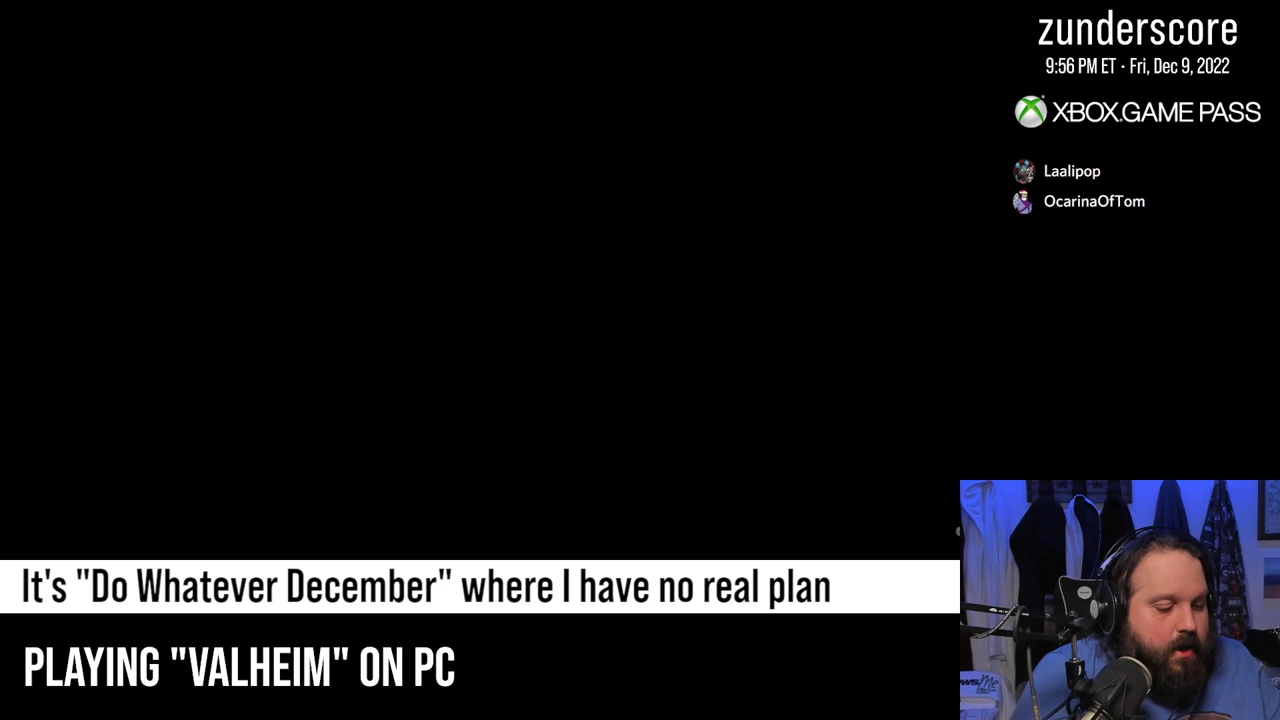 zunderscore
9:56 PM ET • Fri, Dec 9, 2022
XBOX GAME PASS
Laalipop
OcarinaOfTom
It's "Do Whatever December" where I have no real plan
PLAYING "VALHEIM" ON PC